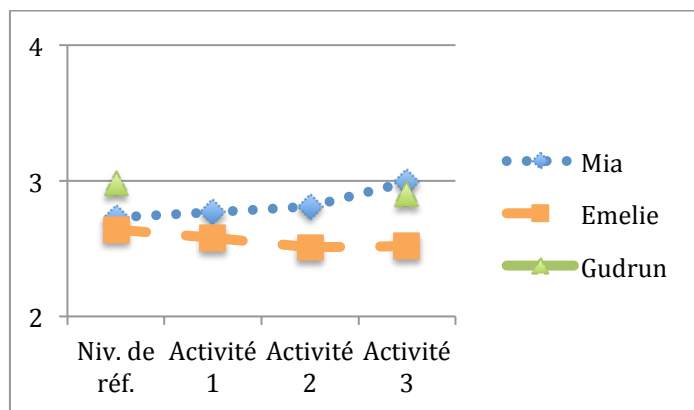 4
3
2
Niv. de réf.
Activité 1
Activité 2
Activité 3
Mia
Emelie
Gudrun